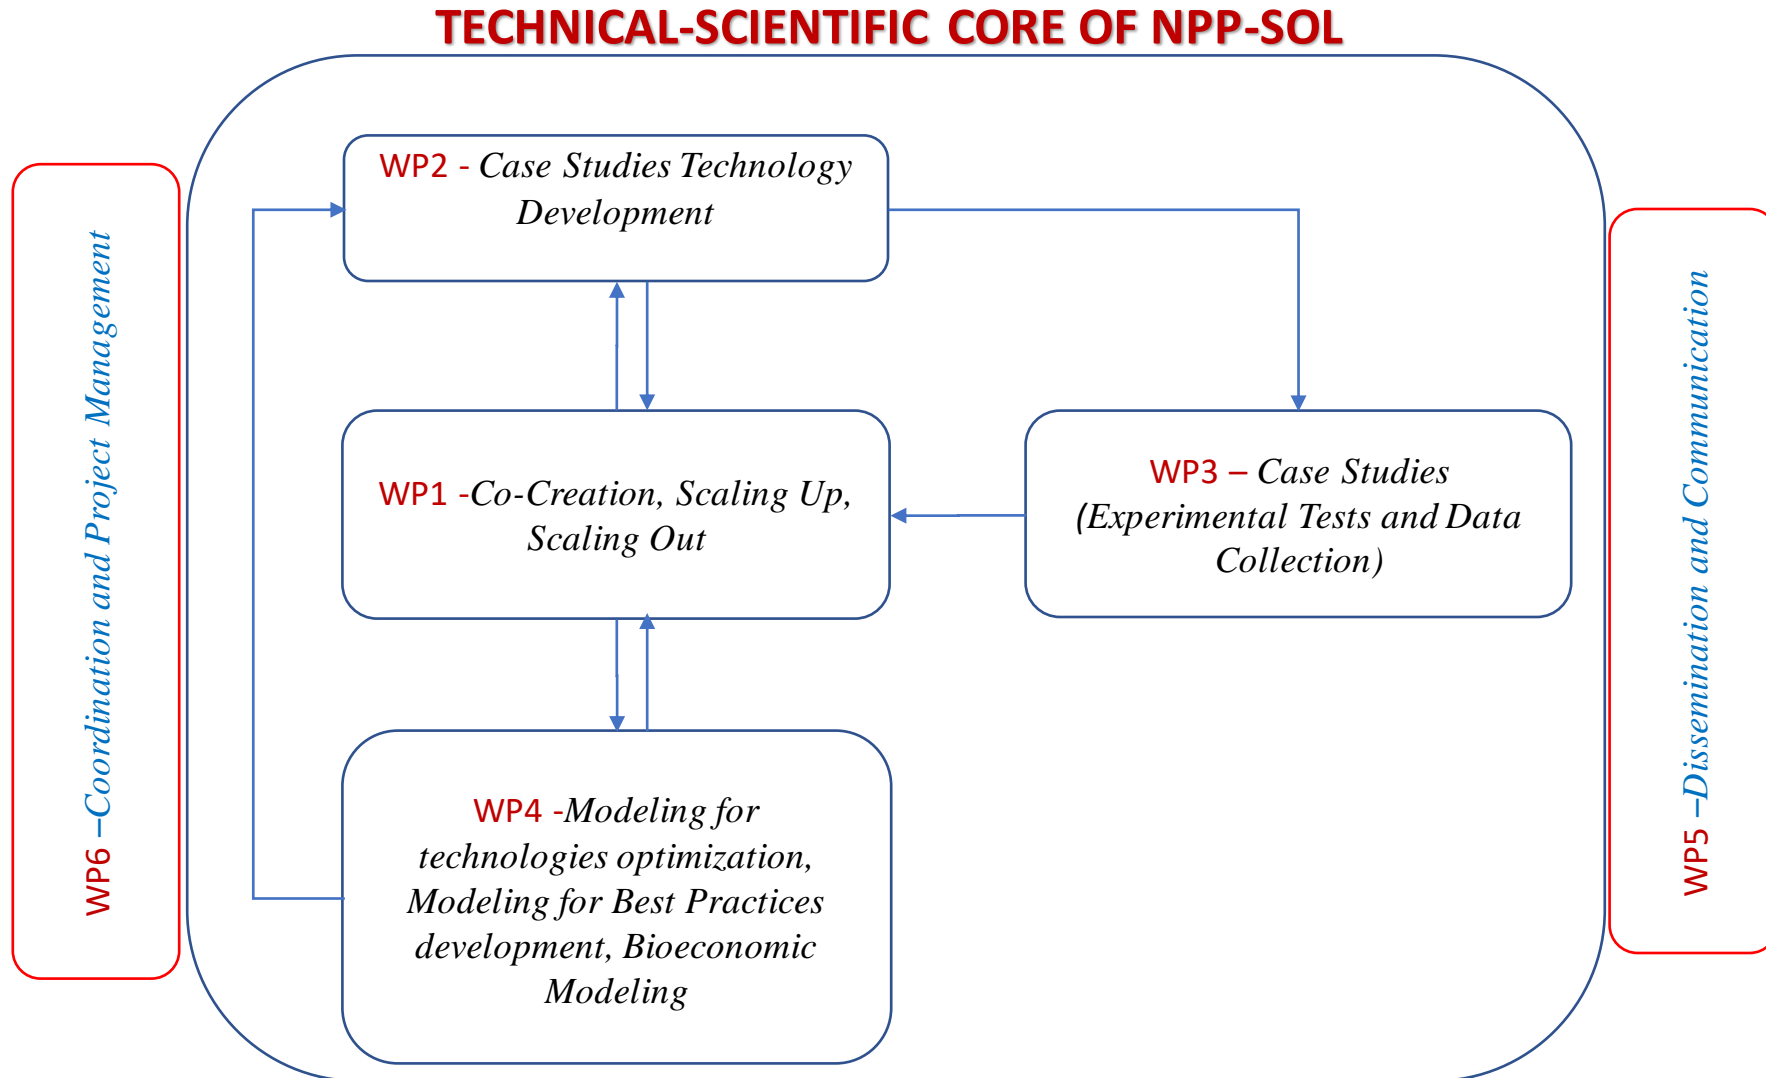 TECHNICAL-SCIENTIFIC CORE OF NPP-SOL
WP6 –Coordination and Project Management
WP2 - Case Studies Technology
Development
WP1 -Co-Creation, Scaling Up,
Scaling Out
WP3 – Case Studies
(Experimental Tests and Data
Collection)
WP4 -Modeling for
technologies optimization,
Modeling for Best Practices
development, Bioeconomic
Modeling
WP5 –Dissemination and Communication